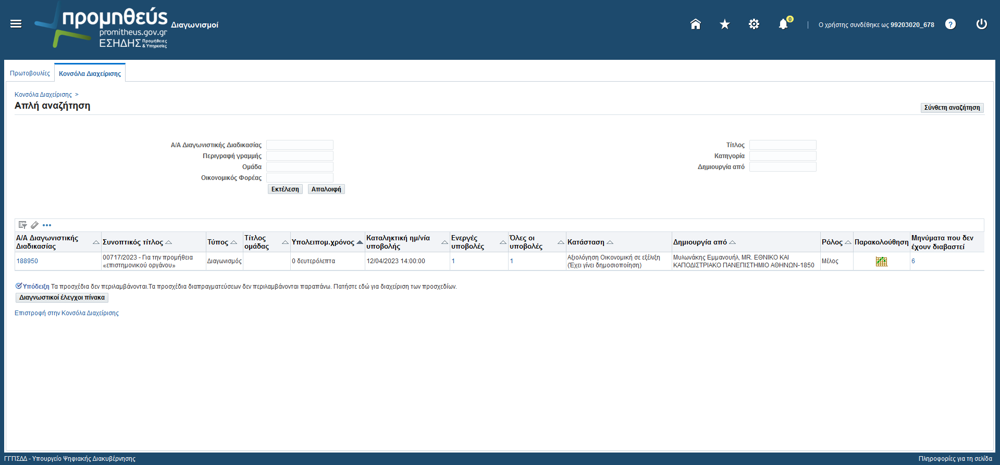 προμηθεύς
promitheus.gov.gr
ΕΣΗΔΗΣ Προμήθειες & Υπηρεσίες
Διαγωνισμοί
0
Ο χρήστης συνδέθηκε ως 99203020_678
?
Πρωτοβουλίες
Κονσόλα Διαχείρισης
Κονσόλα Διαχείρισης >
Απλή αναζήτηση
Σύνθετη αναζήτηση
Α/Α Διαγωνιστικής Διαδικασίας
Τίτλος
Περιγραφή γραμμής
Κατηγορία
Ομάδα
Δημιουργία από
Οικονομικός Φορέας
Εκτέλεση
Απαλοιφή
Α/Α Διαγωνιστικής Διαδικασίας
Συνοπτικός τίτλος
Τύπος
Τίτλος ομάδας
Υπολειπομ.χρόνος
Καταληκτική ημ/νία υποβολής
Ενεργές υποβολές
Όλες οι υποβολές
Κατάσταση
Δημιουργία από
Ρόλος
Παρακολούθηση
Μηνύματα που δεν έχουν διαβαστεί
188950
00717/2023 - Για την προμήθεια
«επιστημονικού οργάνου»
Διαγωνισμός
0 δευτερόλεπτα
12/04/2023 14:00:00
1
1
Αξιολόγηση Οικονομική σε εξέλιξη
(Έχει γίνει δημοσιοποίηση)
Μυλωνάκης Εμμανουήλ, MR. ΕΘΝΙΚΟ ΚΑΙ
ΚΑΠΟΔΙΣΤΡΙΑΚΟ ΠΑΝΕΠΙΣΤΗΜΙΟ ΑΘΗΝΩΝ-1850
Μέλος
6
Υπόδειξη Τα προσχέδια δεν περιλαμβάνονται.Τα προσχέδια διαπραγματεύσεων δεν περιλαμβάνονται παραπάνω. Πατήστε εδώ για διαχείριση των προσχεδίων.
Διαγνωστικοί έλεγχοι πίνακα
Επιστροφή στην Κονσόλα Διαχείρισης
ΓΓΠΣΔΔ - Υπουργείο Ψηφιακής Διακυβέρνησης
Πληροφορίες για τη σελίδα